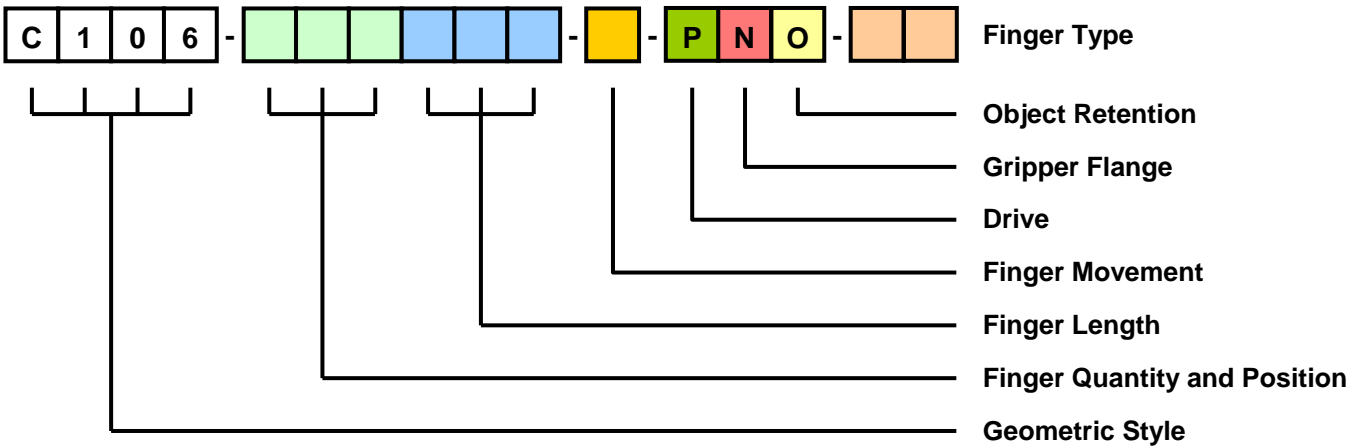 C 1 0 6 - - - P N O - Finger Type
Object Retention
Gripper Flange
Drive
Finger Movement
Finger Length
Finger Quantity and Position
Geometric Style